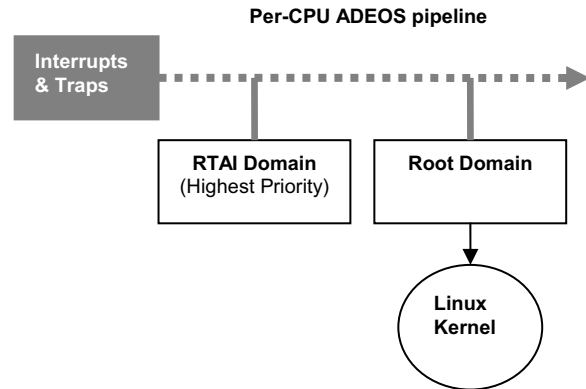 Per-CPU ADEOS pipeline
Interrupts
& Traps
RTAI Domain
(Highest Priority)
Root Domain
Linux
Kernel